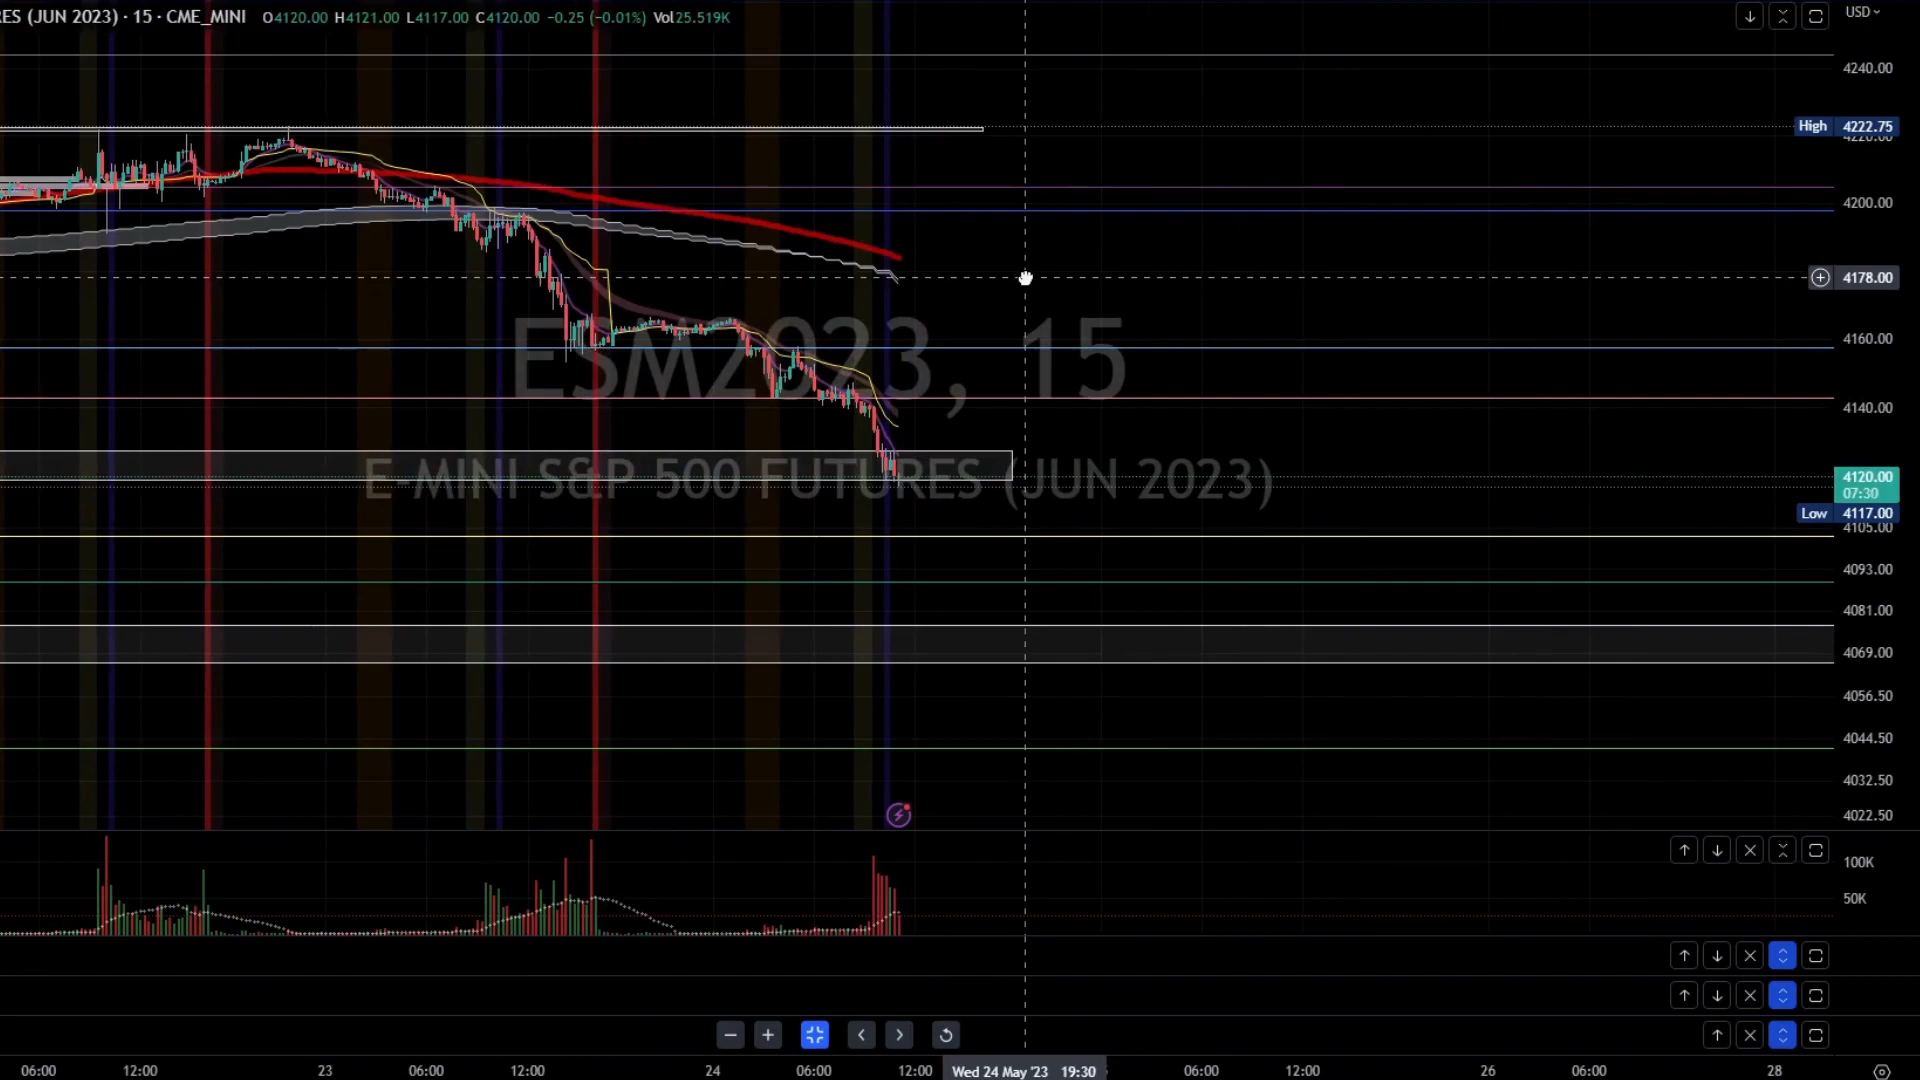 RES (JUN 2023) · 15 · CME_MINI O4120.00 H4121.00 L4117.00 C4120.00 −0.25 (−0.01%) Vol25.519K
USD
4240.00
High 4222.75
4220.00
4200.00
4178.00
4160.00
4140.00
4120.00
07:30
Low 4117.00
4105.00
4093.00
4081.00
4069.00
4056.50
4044.50
4032.50
4022.50
ESM2023, 15
E-MINI S&P 500 FUTURES (JUN 2023)
100K
50K
06:00 12:00 23 06:00 12:00 24 06:00 12:00 Wed 24 May '23 19:30 06:00 12:00 26 06:00 28